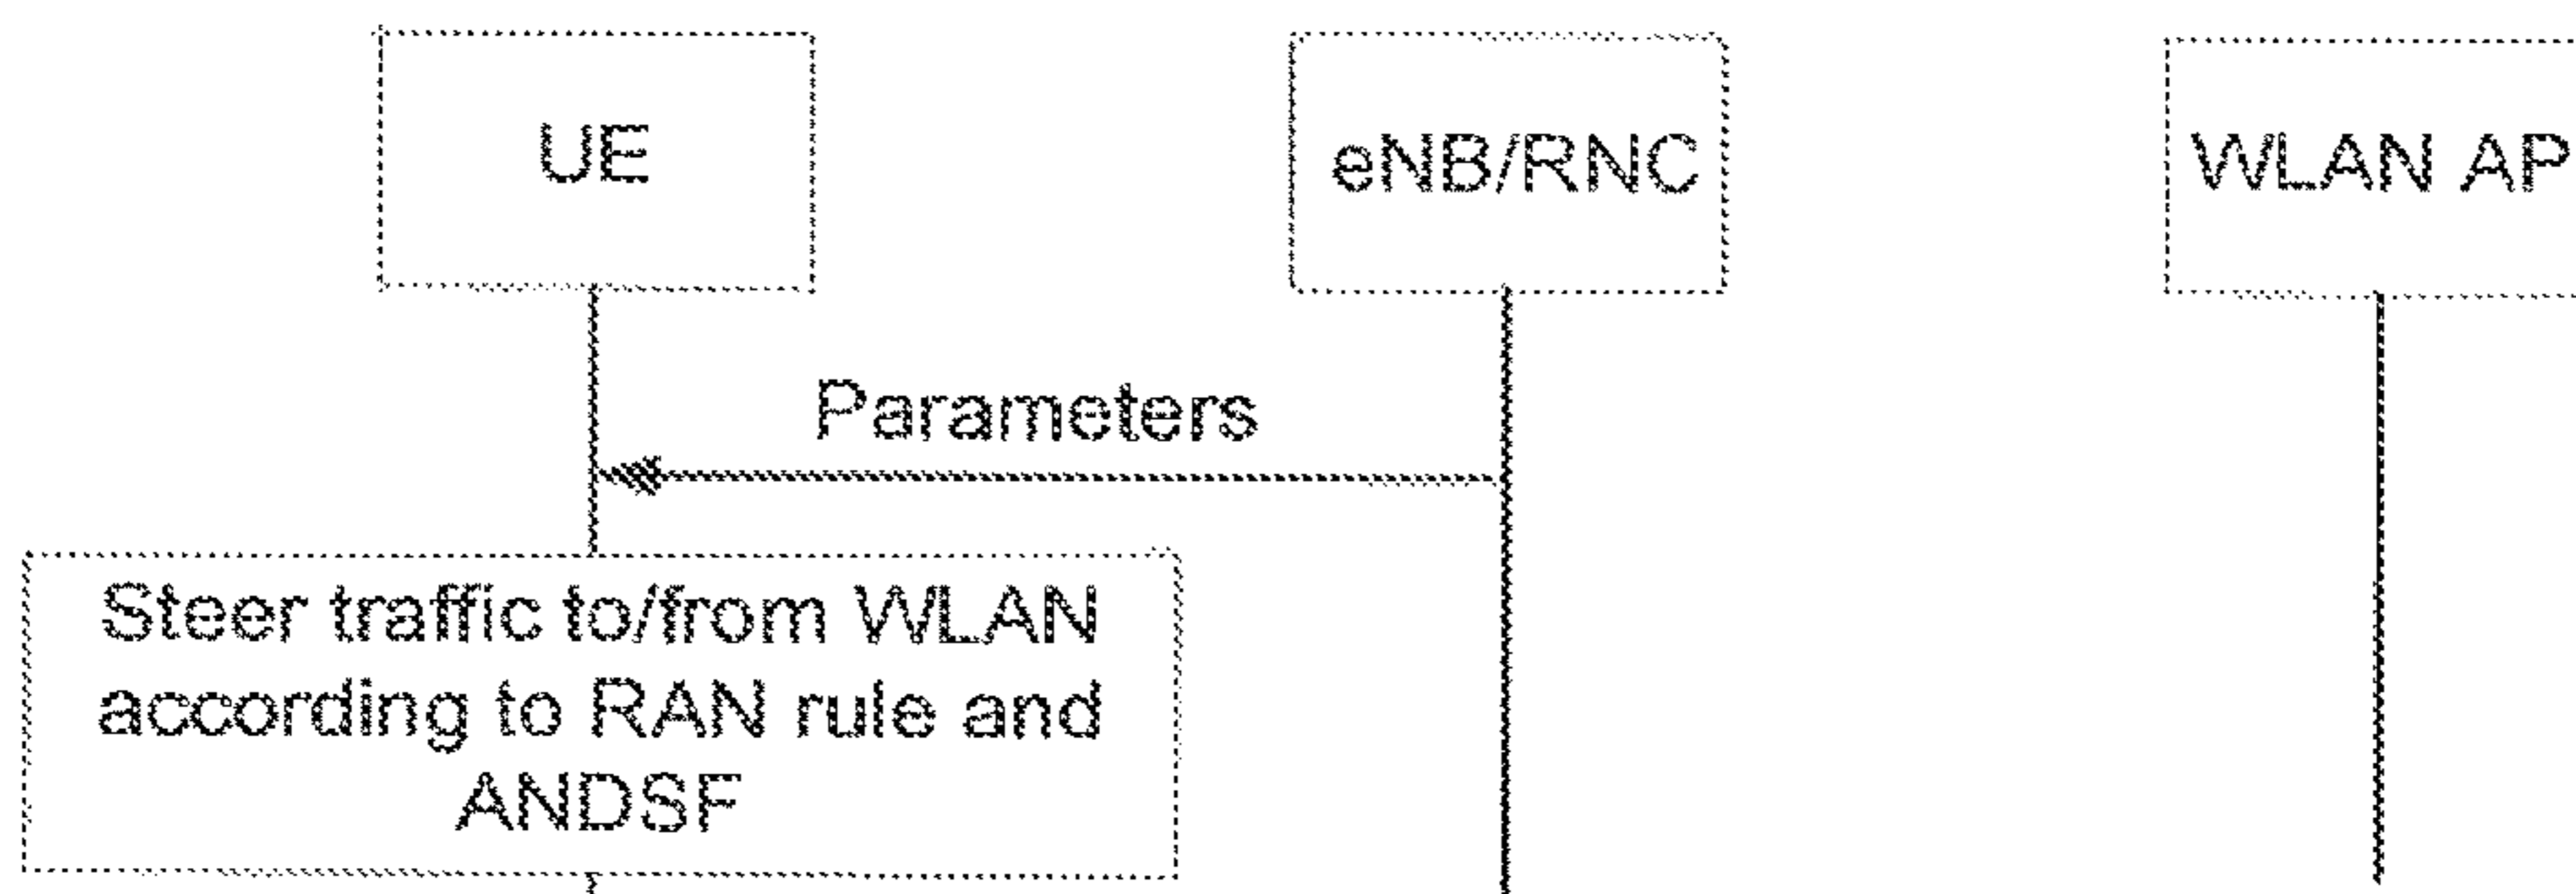 UE
eNB/RNC
WLAN AP
Parameters
Steer traffic to/from WLAN
according to RAN rule and
ANDSF